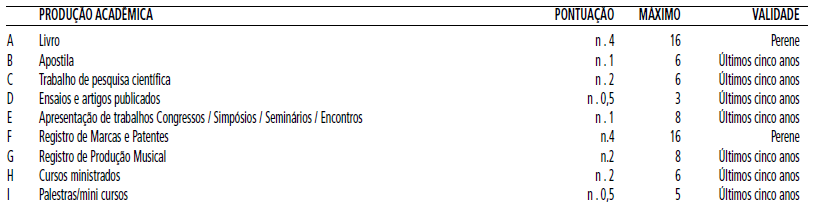 PRODUÇÃO ACADÊMICA PONTUAÇÃO MÁXIMO VALIDADE
A Livro n . 4 16 Perene
B Apostila n . 1 6 Últimos cinco anos
C Trabalho de pesquisa científica n . 2 6 Últimos cinco anos
D Ensaios e artigos publicados n . 0,5 3 Últimos cinco anos
E Apresentação de trabalhos Congressos / Simpósios / Seminários / Encontros n . 1 8 Últimos cinco anos
F Registro de Marcas e Patentes n.4 16 Perene
G Registro de Produção Musical n.2 8 Últimos cinco anos
H Cursos ministrados n . 2 6 Últimos cinco anos
I Palestras/mini cursos n . 0,5 5 Últimos cinco anos